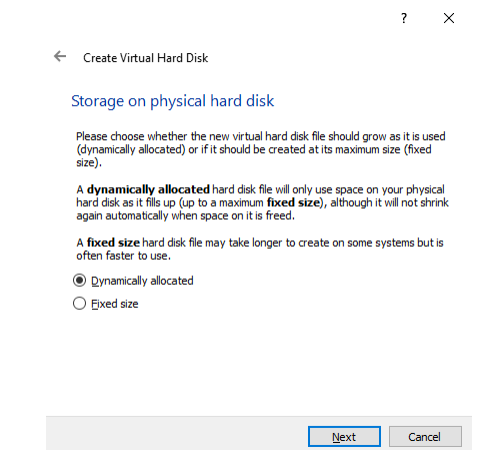 ?
Create Virtual Hard Disk
Storage on physical hard disk
Please choose whether the new virtual hard disk file should grow as it is used
(dynamically allocated) or if it should be created at its maximum size (fixed
size).
A dynamically allocated hard disk file will only use space on your physical
hard disk as it fills up (up to a maximum fixed size), although it will not shrink
again automatically when space on it is freed.
A fixed size hard disk file may take longer to create on some systems but is
often faster to use.
Dynamically allocated
Fixed size
Next Cancel